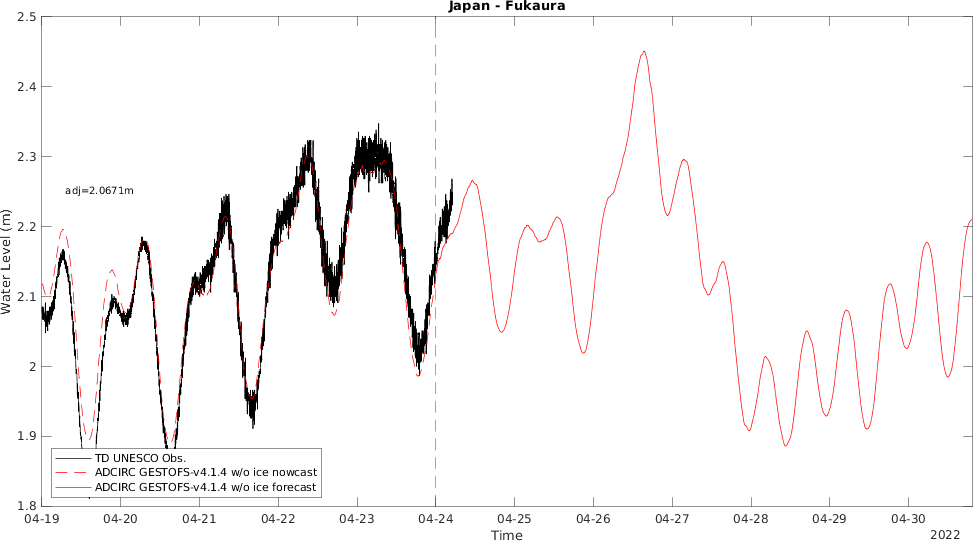 Japan - Fukaura
2.5
2.4
2.3
2.2
2.1
2
1.9
1.8
Water Level (m)
adj=2.0671m
TD UNESCO Obs.
ADCIRC GESTOFS-v4.1.4 w/o ice nowcast
ADCIRC GESTOFS-v4.1.4 w/o ice forecast
04-19 04-20 04-21 04-22 04-23 04-24 04-25 04-26 04-27 04-28 04-29 04-30
Time
2022